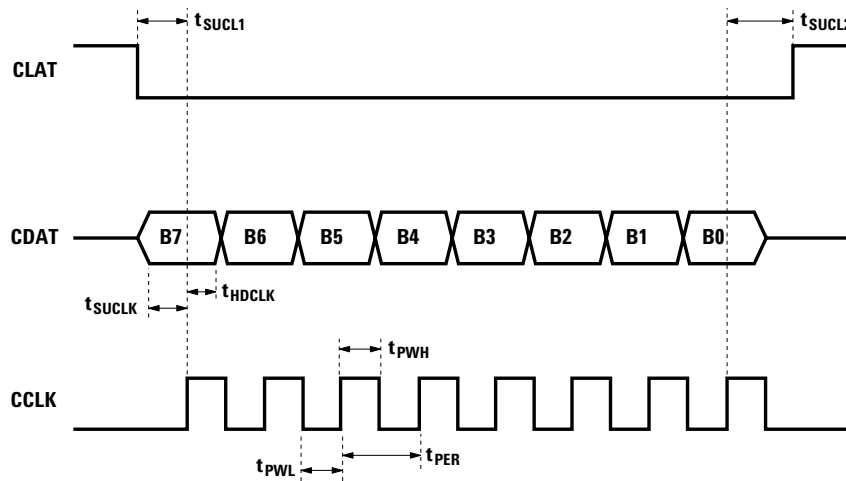 tSUCL1 tSUCL2
CLAT
CDAT B7 B6 B5 B4 B3 B2 B1 B0
tSUCLK tHDCLK
tPWH
CCLK
tPWL tPER